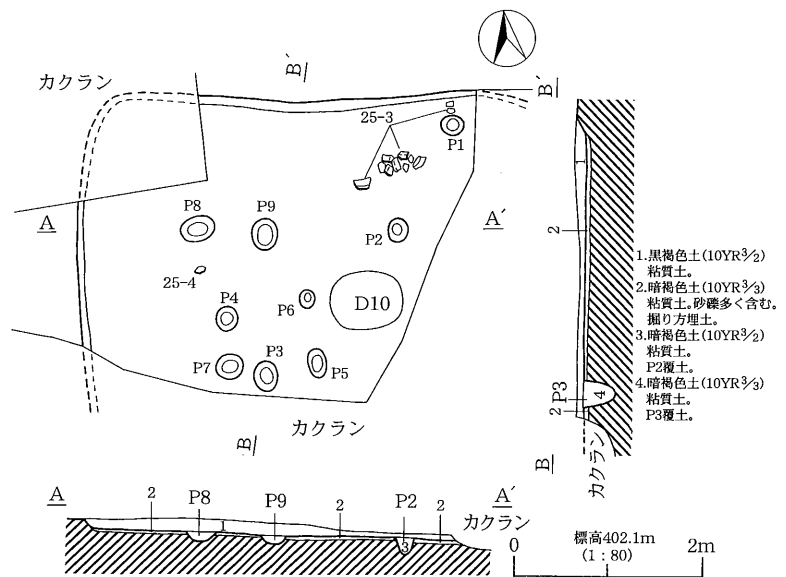 カクラン
B´
B´
25-3
P1
A
P8
P9
P2
A´
25-4
P4
P6
D10
P7
P3
P5
カクラン
B
1
2
P3
4
2
B
カクラン
1.黒褐色土(10YR3/2)
粘質土。
2.暗褐色土(10YR3/3)
粘質土。砂礫多く含む。
掘り方埋土。
3.暗褐色土(10YR3/2)
粘質土。
P2覆土。
4.暗褐色土(10YR3/3)
粘質土。
P3覆土。
A
2
P8
1
P9
2
P2
3
2
A´
カクラン
標高402.1m
(1:80)
0
2m